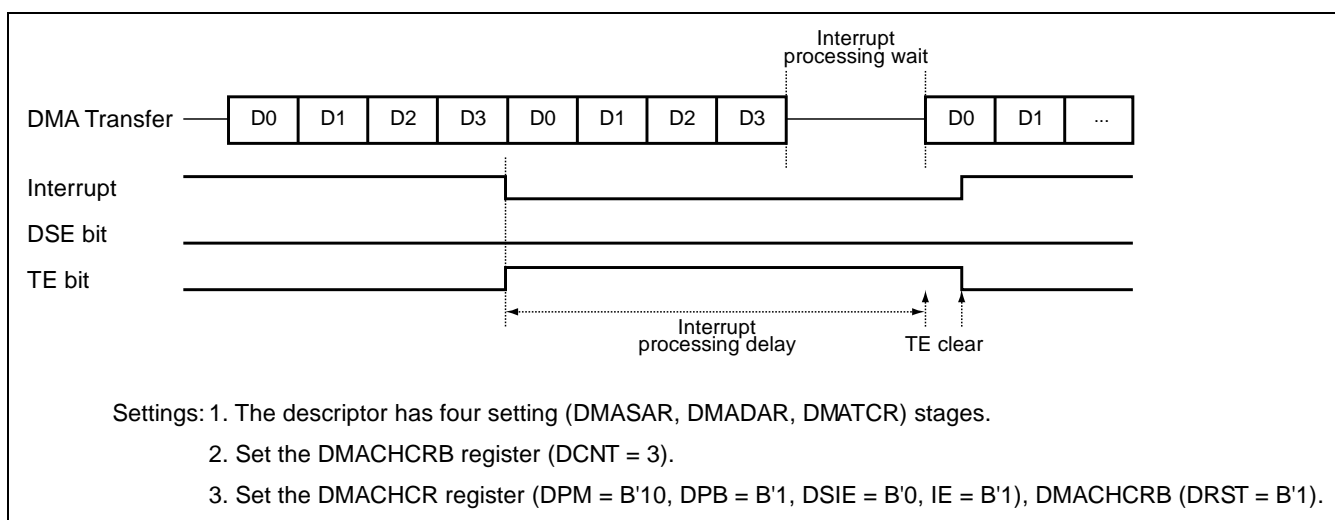 Interrupt
processing wait
DMA Transfer D0 D1 D2 D3 D0 D1 D2 D3 D0 D1 ...
Interrupt
DSE bit
TE bit
Interrupt
processing delay
TE clear
Settings: 1. The descriptor has four setting (DMASAR, DMADAR, DMATCR) stages.
2. Set the DMACHCRB register (DCNT = 3).
3. Set the DMACHCR register (DPM = B'10, DPB = B'1, DSIE = B'0, IE = B'1), DMACHCRB (DRST = B'1).